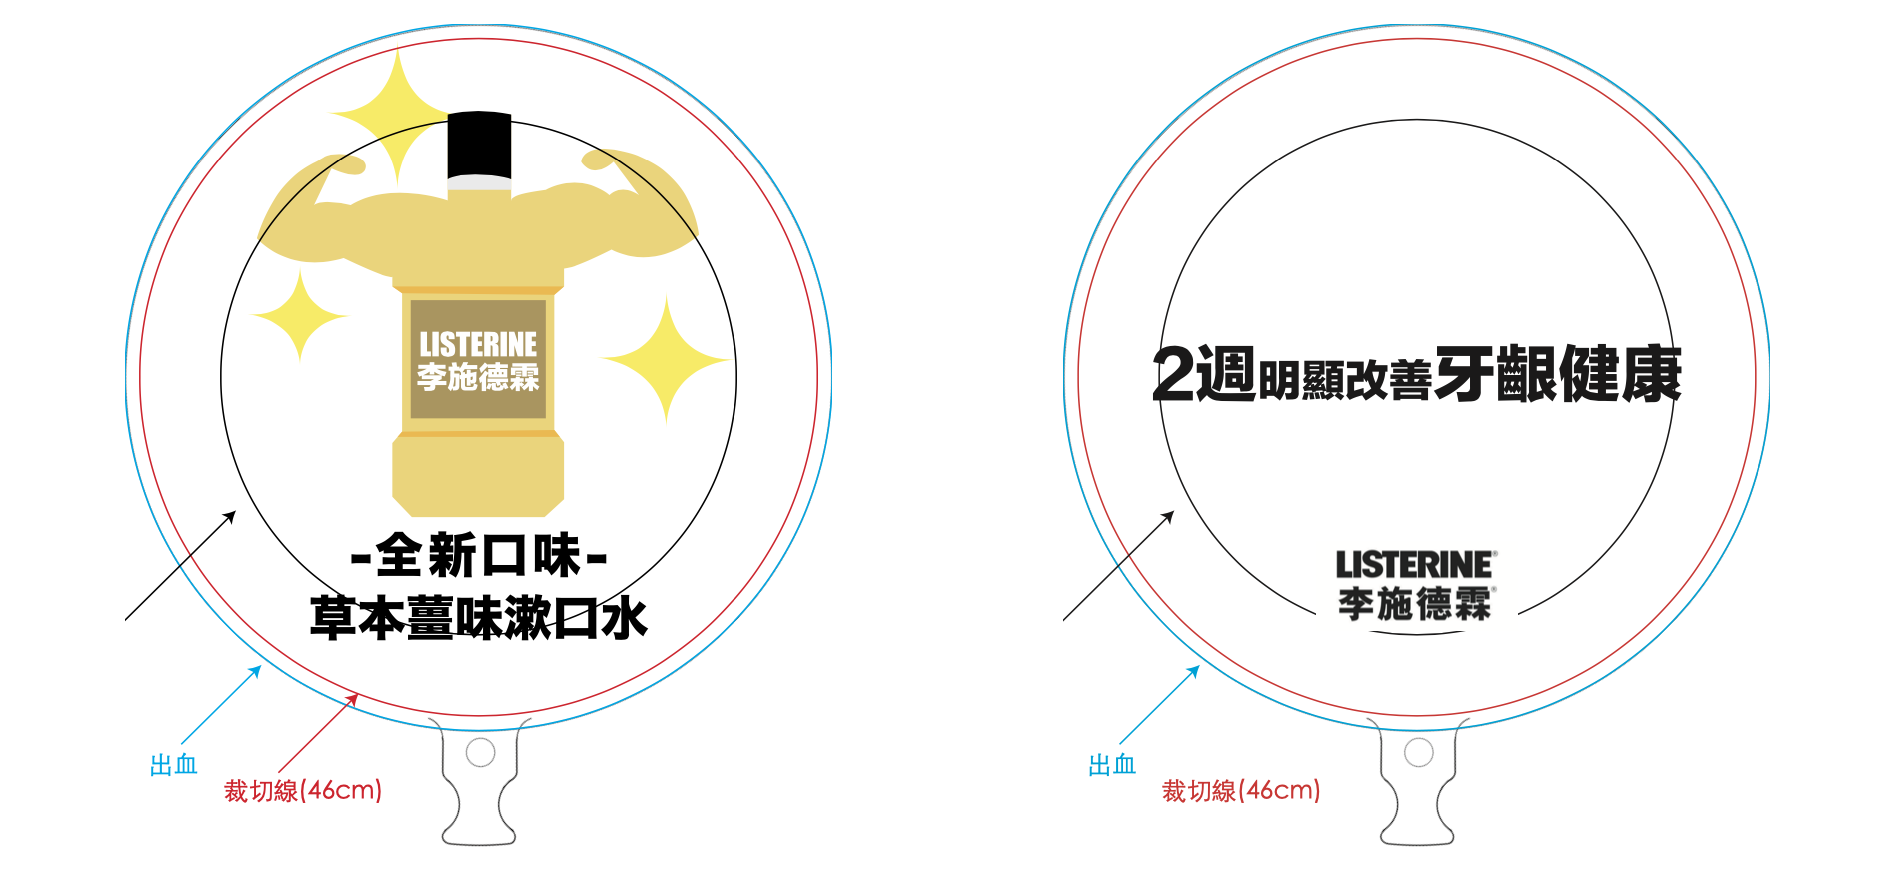 LISTERINE
李施德霖
-全新口味-
草本薑味漱口水
出血
裁切線(46cm)
2週明顯改善牙齦健康
LISTERINE®
李施德霖®
出血
裁切線(46cm)